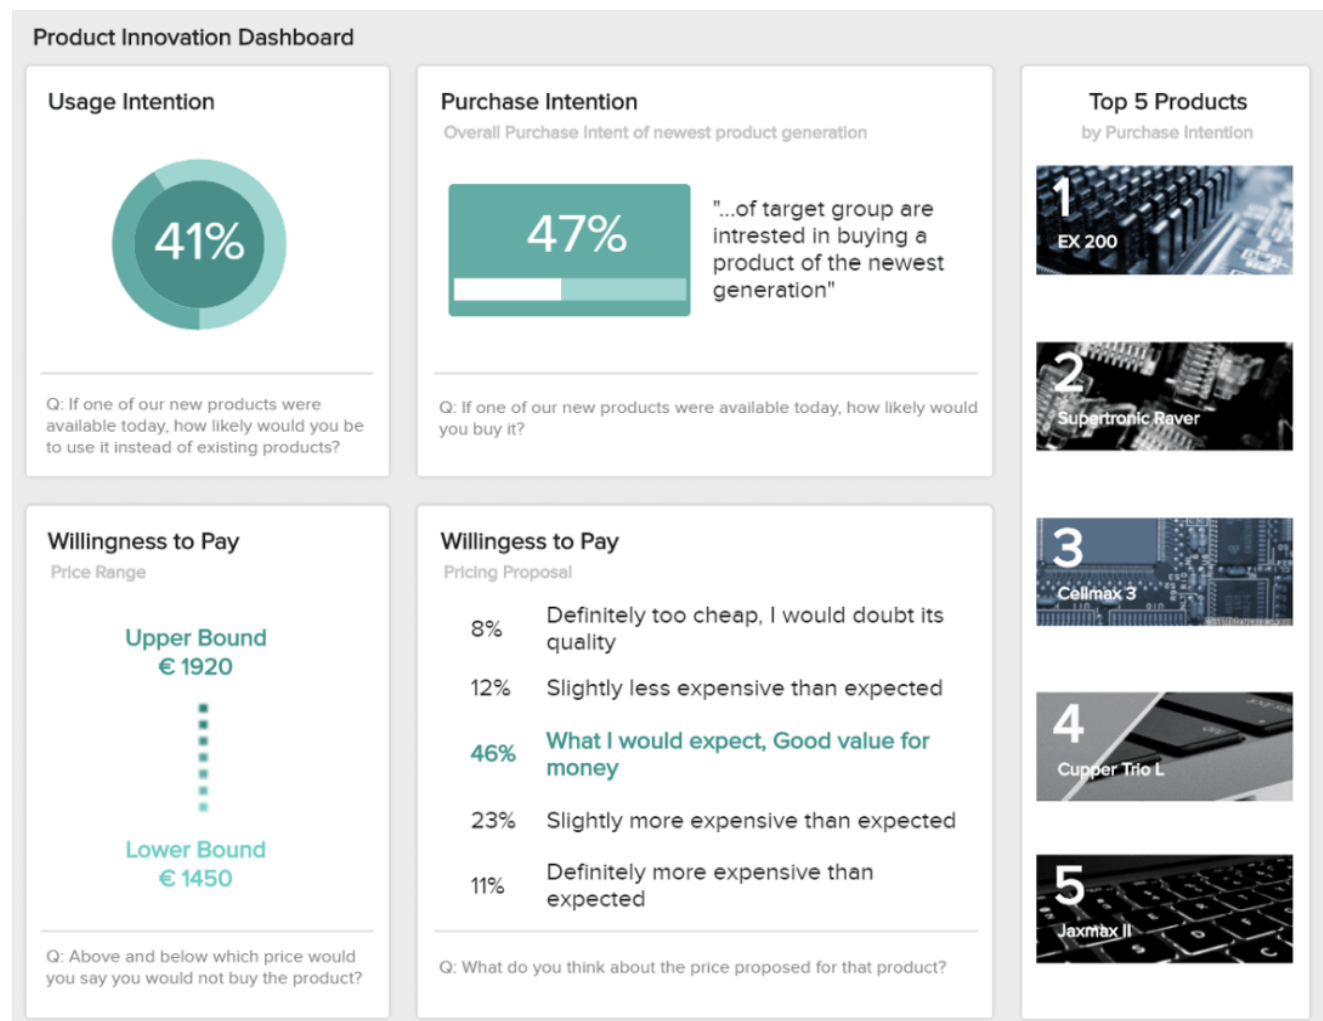 Product Innovation Dashboard
Usage Intention
41%
Q: If one of our new products were
available today, how likely would you be
to use it instead of existing products?
Purchase Intention
Overall Purchase Intent of newest product generation
47%
"...of target group are
intrested in buying a
product of the newest
generation"
Q: If one of our new products were available today, how likely would
you buy it?
Willingness to Pay
Price Range
Upper Bound
€ 1920
Lower Bound
€ 1450
Q: Above and below which price would
you say you would not buy the product?
Willingess to Pay
Pricing Proposal
8% Definitely too cheap, I would doubt its
quality
12% Slightly less expensive than expected
46% What I would expect, Good value for
money
23% Slightly more expensive than expected
11% Definitely more expensive than
expected
Q: What do you think about the price proposed for that product?
Top 5 Products
by Purchase Intention
1
EX 200
2
Supertronic Raver
3
Cellmax 3
4
Cupper Trio L
5
Jaxmax II